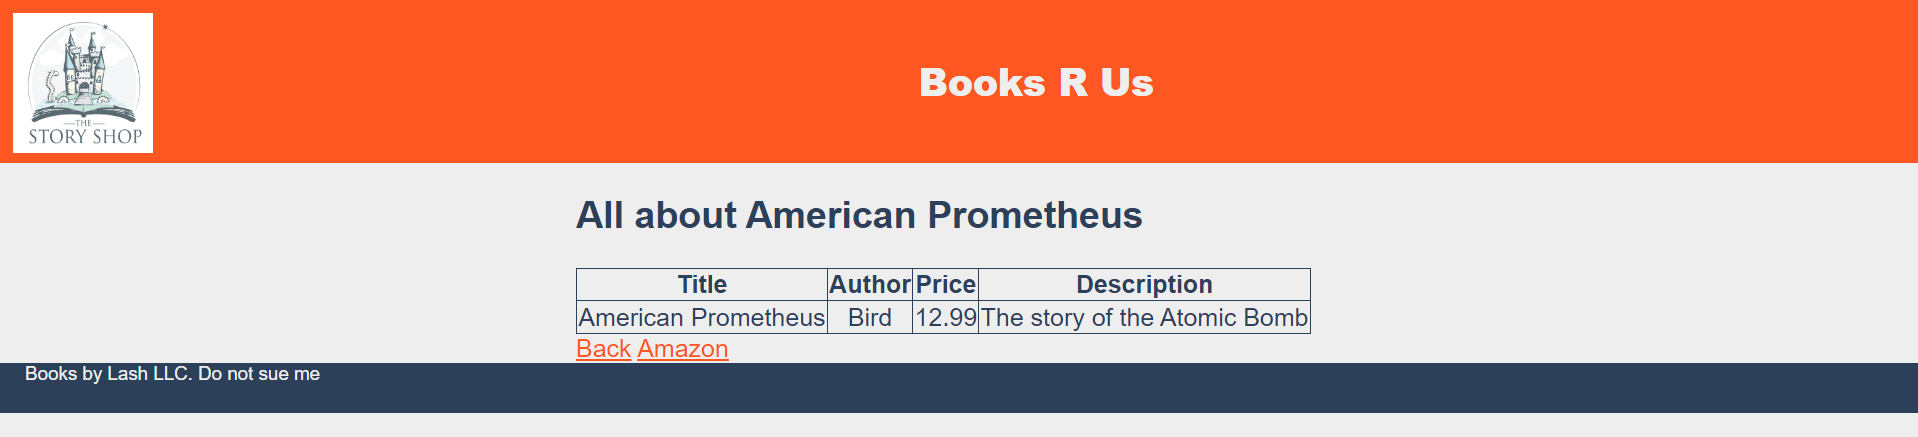 THE
STORY SHOP
Books R Us
All about American Prometheus
Title Author Price Description
American Prometheus Bird 12.99 The story of the Atomic Bomb
Back Amazon
Books by Lash LLC. Do not sue me